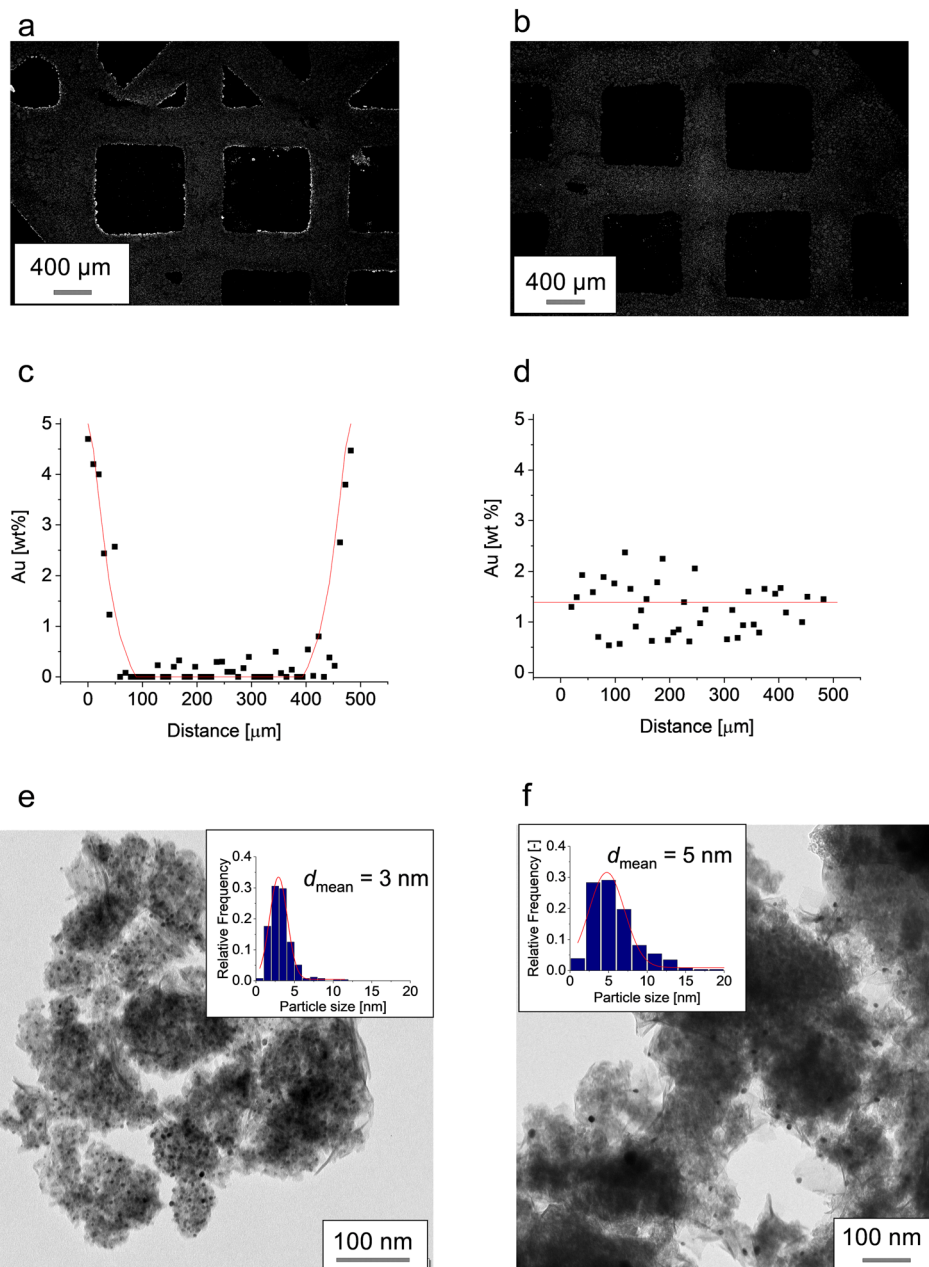 a
b
400 µm
400 µm
c
d
5
4
3
2
1
0
Au [wt%]
0 100 200 300 400 500
Distance [µm]
5
4
3
2
1
0
Au [wt %]
0 100 200 300 400 500
Distance [µm]
e
f
0.4
0.3
0.2
0.1
0.0
Relative Frequency
dmean = 3 nm
0 5 10 15 20
Particle size [nm]
100 nm
0.4
0.3
0.2
0.1
0.0
Relative Frequency [-]
dmean = 5 nm
0 5 10 15 20
Particle size [nm]
100 nm